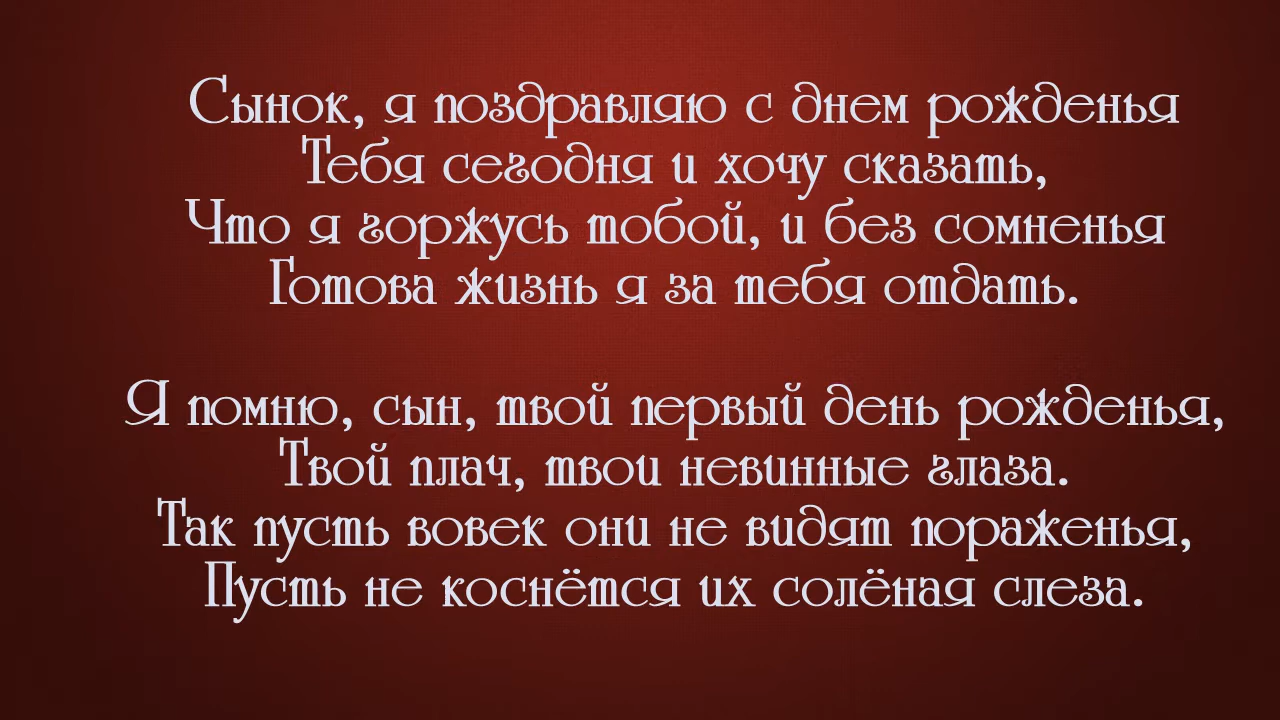 Сынок, я поздравляю с днем рожденья
Тебя сегодня и хочу сказать,
Что я горжусь тобой, и без сомненья
Готова жизнь я за тебя отдать.
Я помню, сын, твой первый день рожденья,
Твой плач, твои невинные глаза.
Так пусть вовек они не видят пораженья,
Пусть не коснётся их солёная слеза.